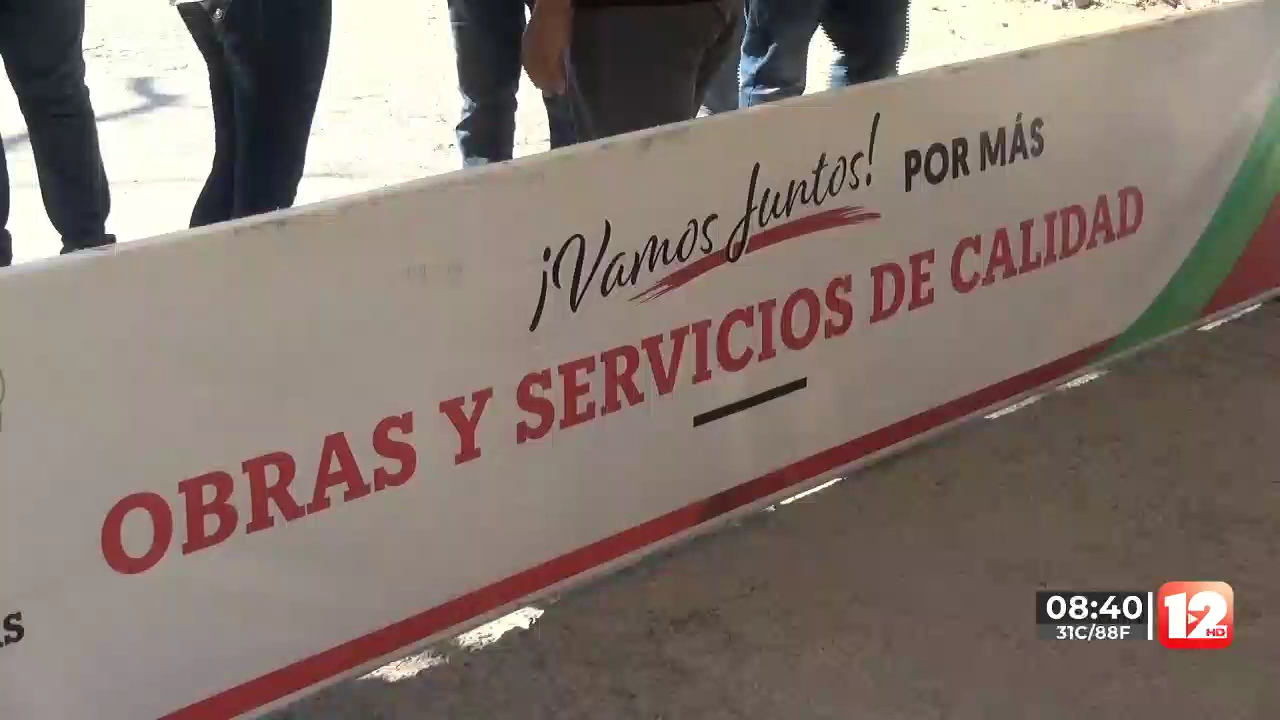 ¡Vamos Juntos! POR MÁS
OBRAS Y SERVICIOS DE CALIDAD
08:40
31C/88F
12
HD